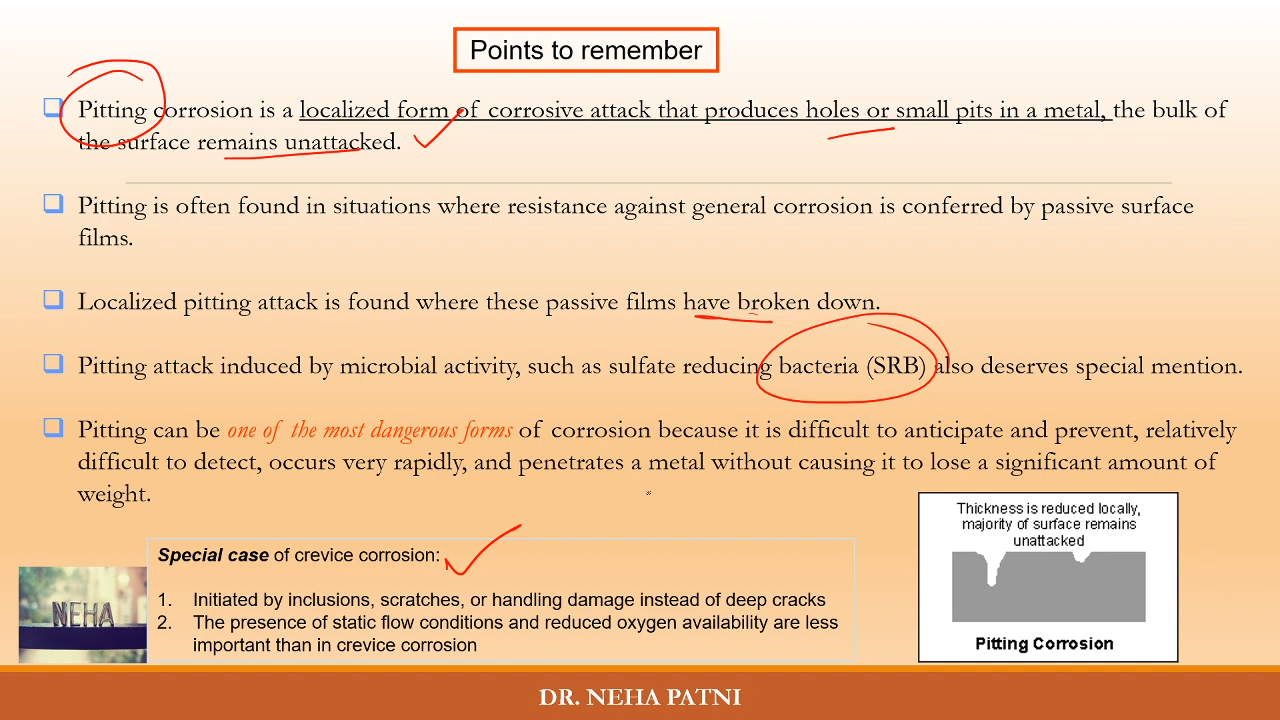 Points to remember
Pitting corrosion is a localized form of corrosive attack that produces holes or small pits in a metal, the bulk of
the surface remains unattacked.
Pitting is often found in situations where resistance against general corrosion is conferred by passive surface
films.
Localized pitting attack is found where these passive films have broken down.
Pitting attack induced by microbial activity, such as sulfate reducing bacteria (SRB) also deserves special mention.
Pitting can be one of the most dangerous forms of corrosion because it is difficult to anticipate and prevent, relatively
difficult to detect, occurs very rapidly, and penetrates a metal without causing it to lose a significant amount of
weight.
Special case of crevice corrosion:
1. Initiated by inclusions, scratches, or handling damage instead of deep cracks
2. The presence of static flow conditions and reduced oxygen availability are less
important than in crevice corrosion
NEHA
Thickness is reduced locally,
majority of surface remains
unattacked
Pitting Corrosion
DR. NEHA PATNI